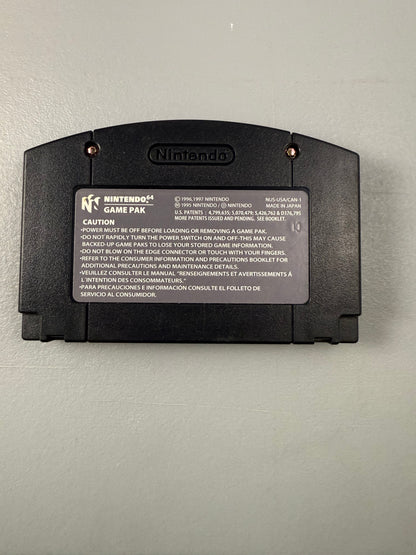 Nintendo
NINTENDO64
GAME PAK
© 1996,1997 NINTENDO
Ⓜ 1995 NINTENDO / Ⓒ NINTENDO
NUS-USA/CAN-1
MADE IN JAPAN
U.S. PATENTS : 4,799,635; 5,070,479; 5,426,762 & D376,795
MORE PATENTS ISSUED AND PENDING. SEE BOOKLET.
CAUTION
•POWER MUST BE OFF BEFORE LOADING OR REMOVING A GAME PAK.
•DO NOT RAPIDLY TURN THE POWER SWITCH ON AND OFF-THIS MAY CAUSE
BACKED-UP GAME PAKS TO LOSE YOUR STORED GAME INFORMATION.
•DO NOT BLOW ON THE EDGE CONNECTOR OR TOUCH WITH YOUR FINGERS.
•REFER TO THE CONSUMER INFORMATION AND PRECAUTIONS BOOKLET FOR
ADDITIONAL PRECAUTIONS AND MAINTENANCE DETAILS.
•VEUILLEZ CONSULTER LE MANUAL "RENSEIGNEMENTS ET AVERTISSEMENTS À
L'INTENTION DES CONSOMMATEURS."
•PARA PRECAUCIONES E INFORMACIÓN CONSULTE EL FOLLETO DE
SERVICIO AL CONSUMIDOR.